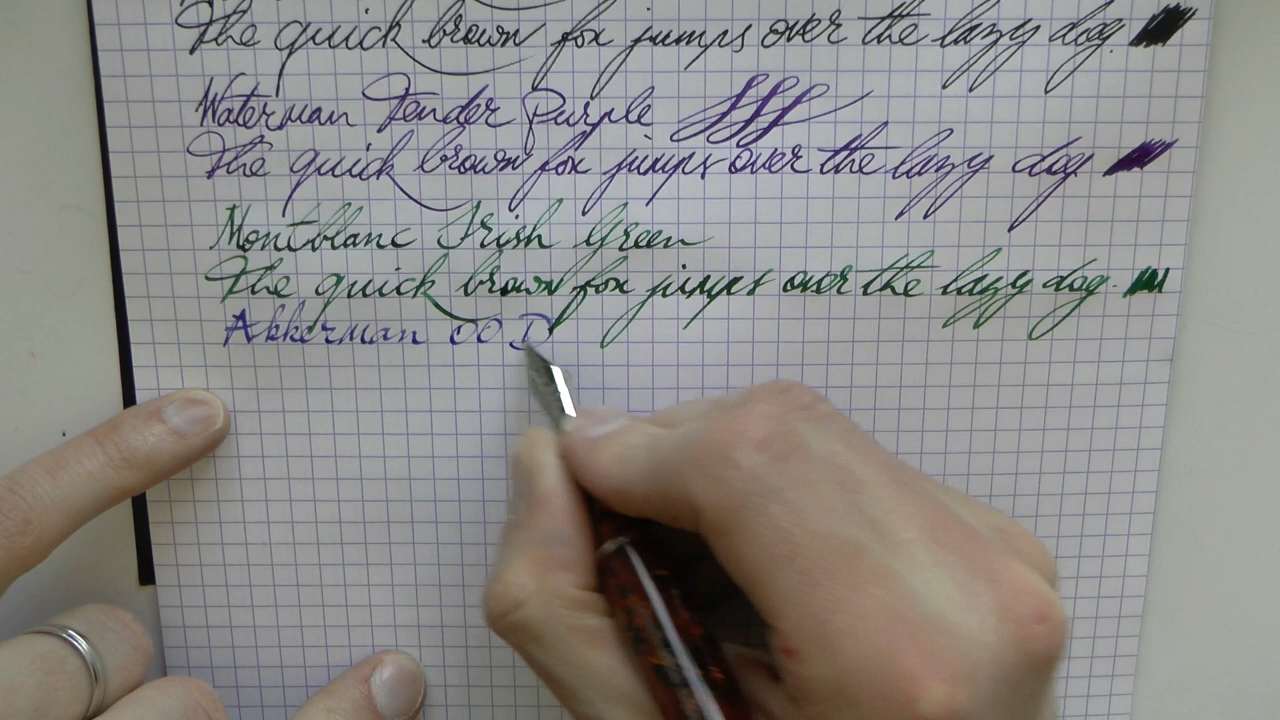 The quick brown fox jumps over the lazy dog.
Waterman Tender Purple
The quick brown fox jumps over the lazy dog
Montblanc Irish Green
The quick brown fox jumps over the lazy dog.
Akkerman 00 D